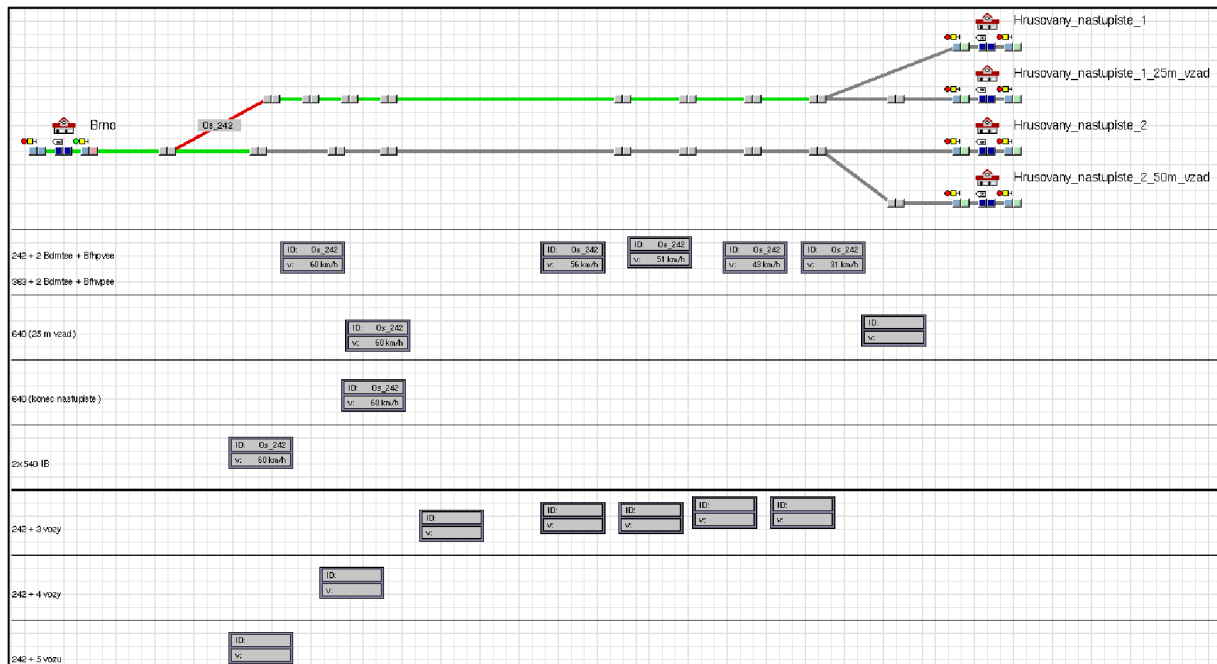 Hrusovany_nastupiste_1
Hrusovany_nastupiste_1_25m_vzad
Brno
Os_242
Hrusovany_nastupiste_2
Hrusovany_nastupiste_2_50m_vzad
242 + 2 Bdmtee + Bfhpvee
ID: Os_242
v: 60 km/h
ID: Os_242
v: 56 km/h
ID: Os_242
v: 51 km/h
ID: Os_242
v: 43 km/h
ID: Os_242
v: 31 km/h
363 + 2 Bdmtee + Bfhvpee
640 (25 m vzad)
ID: Os_242
v: 60 km/h
ID:
v:
640 (konec nastupiste)
ID: Os_242
v: 60 km/h
2x 540 IB
ID: Os_242
v: 60 km/h
242 + 3 vozy
ID:
v:
ID:
v:
ID:
v:
ID:
v:
ID:
v:
242 + 4 vozy
ID:
v:
242 + 5 vozu
ID:
v: